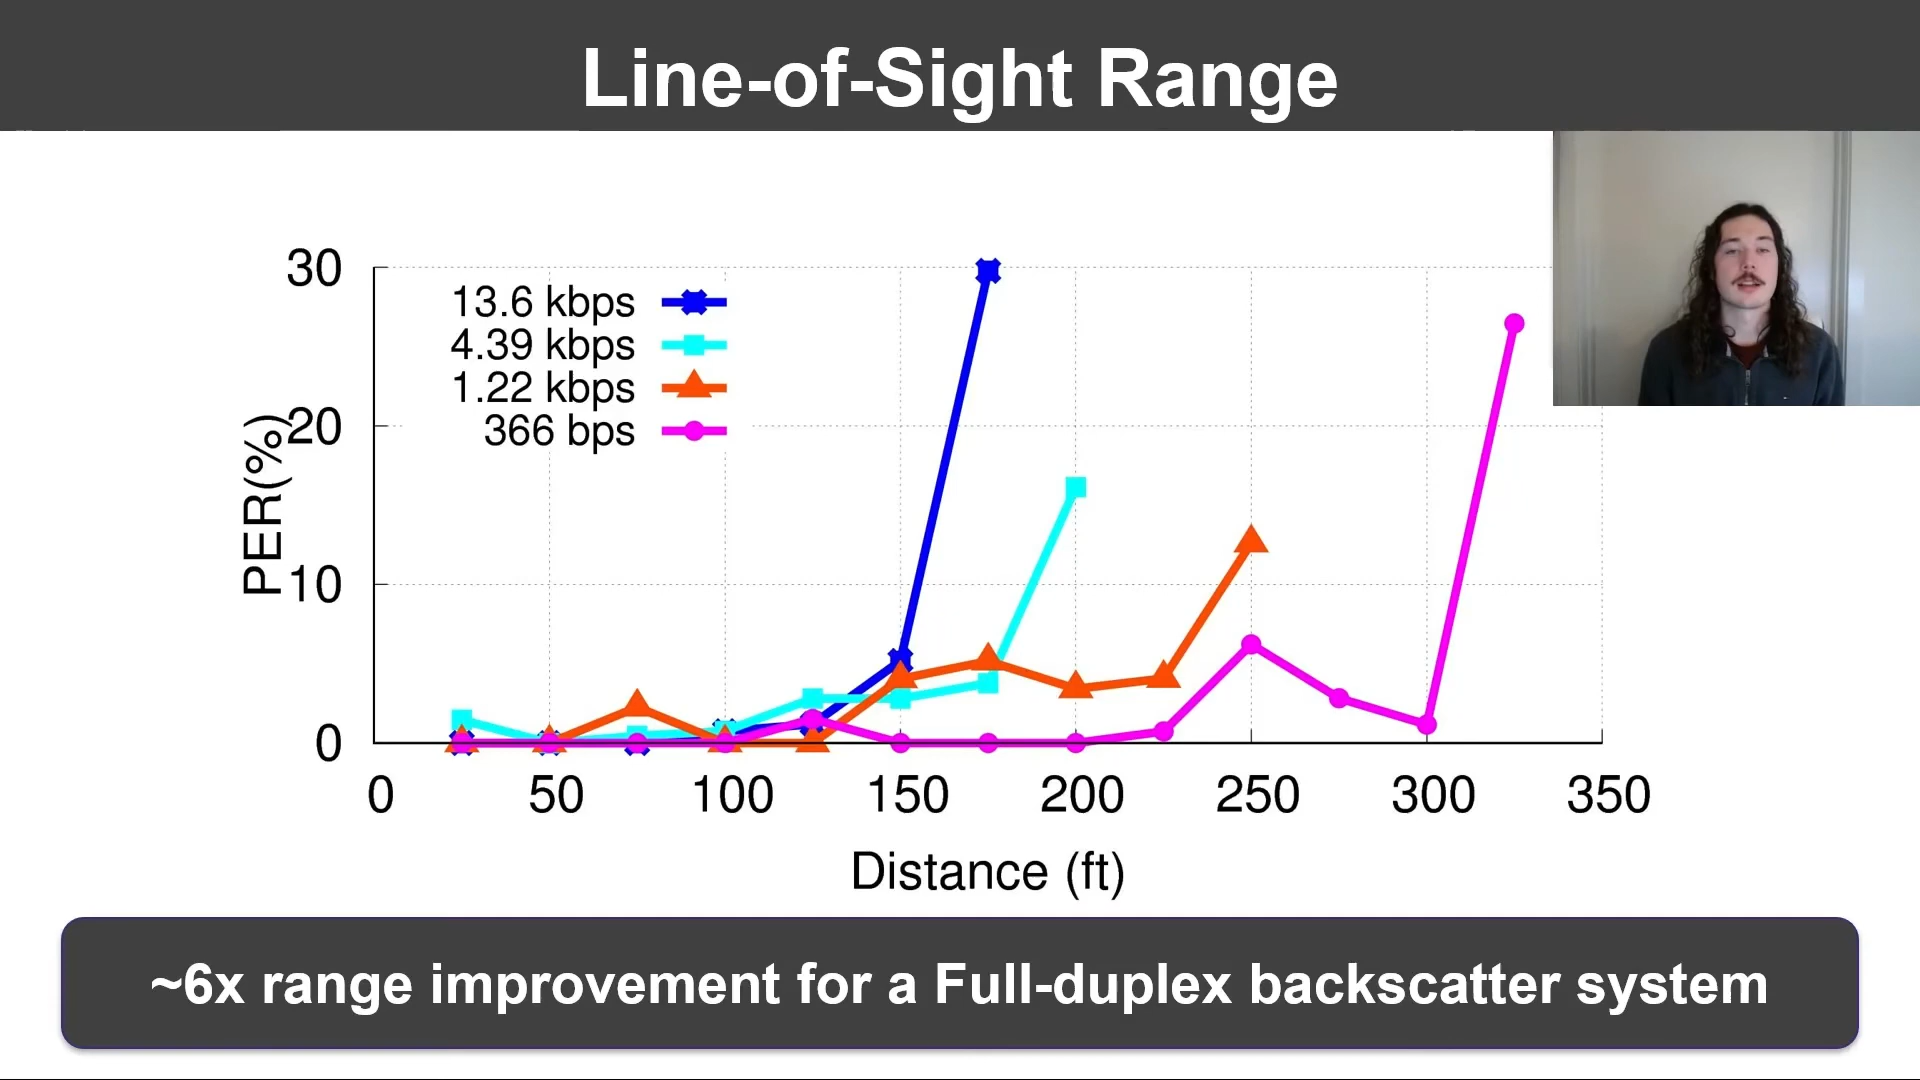 Line-of-Sight Range
30
20
10
0
PER(%)
13.6 kbps
4.39 kbps
1.22 kbps
366 bps
0 50 100 150 200 250 300 350
Distance (ft)
~6x range improvement for a Full-duplex backscatter system